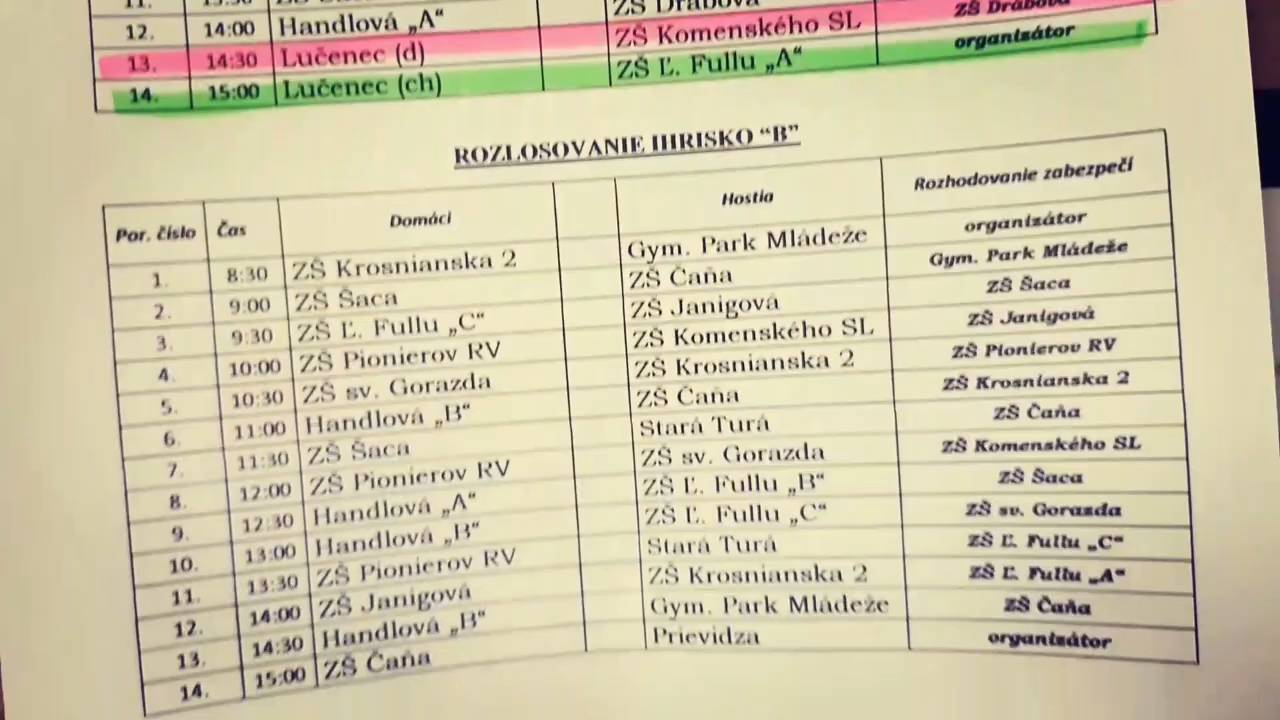 12. 14:00 Handlová „A“ ZŠ Drábova
13. 14:30 Lučenec (d) ZŠ Komenského SL ZŠ Drábova
14. 15:00 Lučenec (ch) ZŠ Ľ. Fullu „A“ organizátor
ROZLOSOVANIE IHRISKO “B”
Por. číslo Čas Domáci Hostia Rozhodovanie zabezpečí
1. 8:30 ZŠ Krosnianska 2 Gym. Park Mládeže organizátor
2. 9:00 ZŠ Šaca ZŠ Čaňa Gym. Park Mládeže
3. 9:30 ZŠ Ľ. Fullu „C“ ZŠ Janigová ZŠ Šaca
4. 10:00 ZŠ Pionierov RV ZŠ Komenského SL ZŠ Janigová
5. 10:30 ZŠ sv. Gorazda ZŠ Krosnianska 2 ZŠ Pionierov RV
6. 11:00 Handlová „B“ ZŠ Čaňa ZŠ Krosnianska 2
7. 11:30 ZŠ Šaca Stará Turá ZŠ Čaňa
8. 12:00 ZŠ Pionierov RV ZŠ sv. Gorazda ZŠ Komenského SL
9. 12:30 Handlová „A“ ZŠ Ľ. Fullu „B“ ZŠ Šaca
10. 13:00 Handlová „B“ ZŠ Ľ. Fullu „C“ ZŠ sv. Gorazda
11. 13:30 ZŠ Pionierov RV Stará Turá ZŠ Ľ. Fullu „C“
12. 14:00 ZŠ Janigová ZŠ Krosnianska 2 ZŠ Ľ. Fullu „A“
13. 14:30 Handlová „B“ Gym. Park Mládeže ZŠ Čaňa
14. 15:00 ZŠ Čaňa Prievidza organizátor